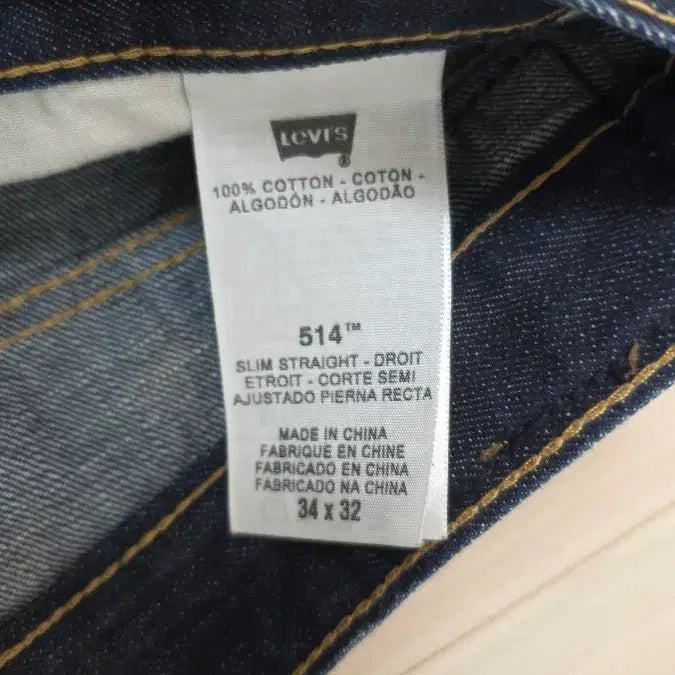 LEVI'S
®
100% COTTON - COTON -
ALGODÓN - ALGODÃO
514™
SLIM STRAIGHT - DROIT
ETROIT - CORTE SEMI
AJUSTADO PIERNA RECTA
MADE IN CHINA
FABRIQUE EN CHINE
FABRICADO EN CHINA
FABRICADO NA CHINA
34 x 32